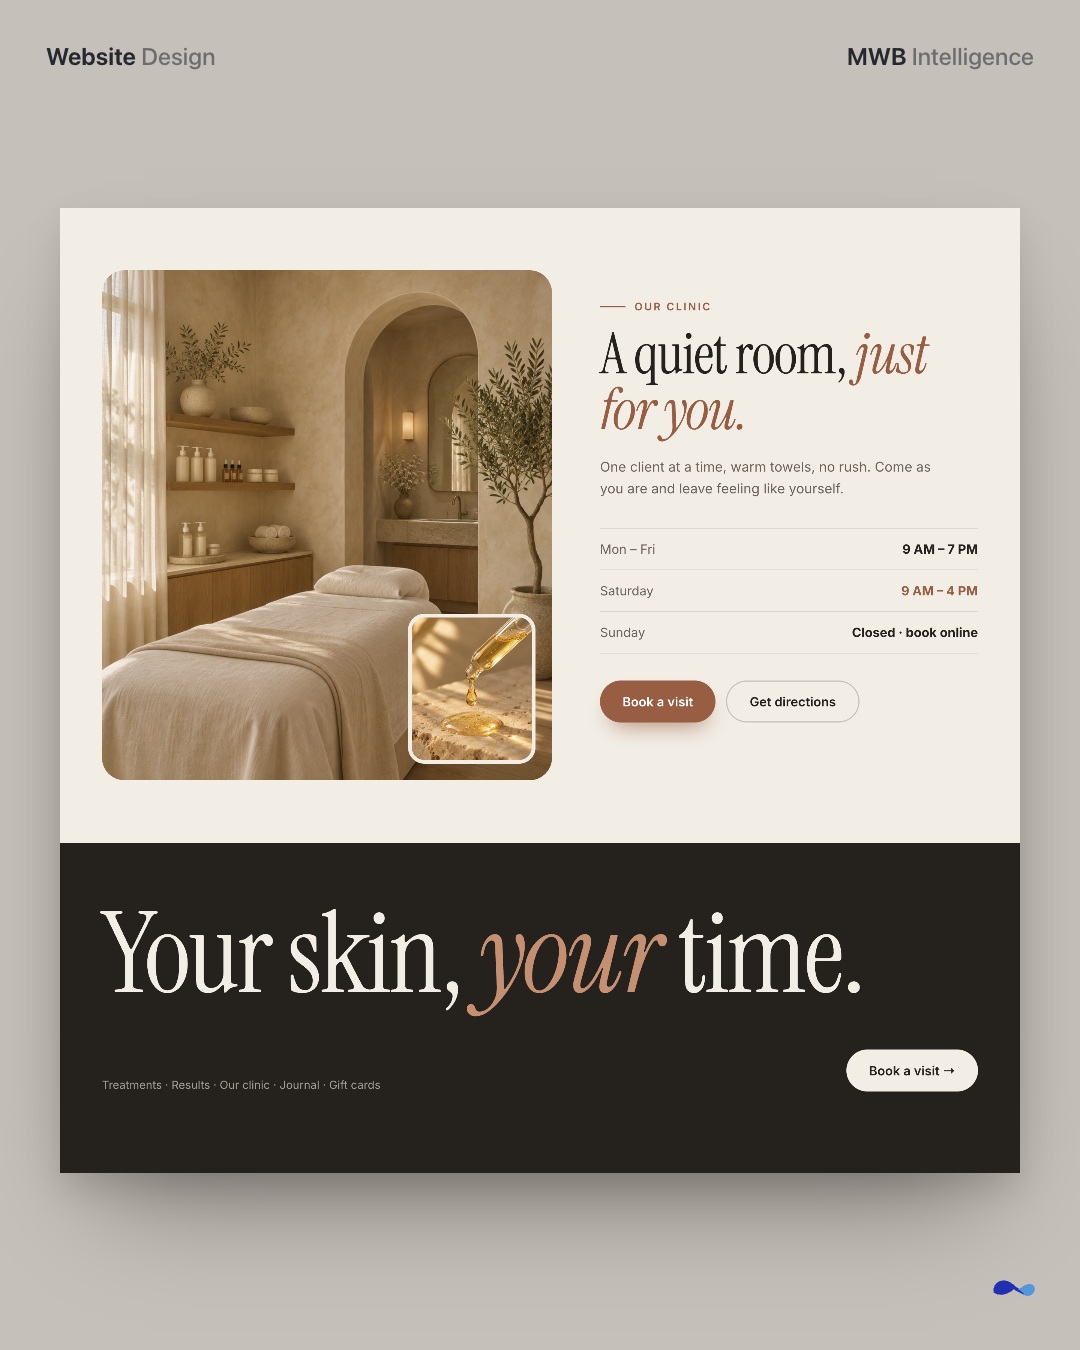 Website Design
MWB Intelligence
OUR CLINIC
A quiet room, just
for you.
One client at a time, warm towels, no rush. Come as
you are and leave feeling like yourself.
Mon – Fri
9 AM – 7 PM
Saturday
9 AM – 4 PM
Sunday
Closed · book online
Book a visit
Get directions
Your skin, your time.
Treatments · Results · Our clinic · Journal · Gift cards
Book a visit →